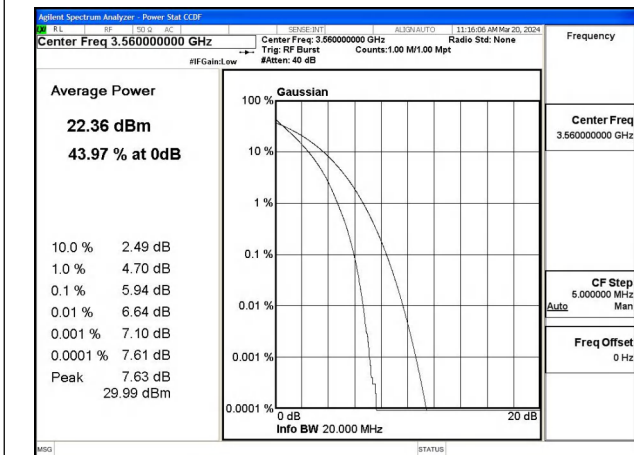 Agilent Spectrum Analyzer - Power Stat CCDF
LXI RL RF 50 Ω AC SENSE:INT ALIGN AUTO 11:16:06 AM Mar 20, 2024
Center Freq 3.560000000 GHz
Center Freq: 3.560000000 GHz Radio Std: None
Trig: RF Burst Counts:1.00 M/1.00 Mpt
#IFGain:Low #Atten: 40 dB
Frequency
Average Power
22.36 dBm
43.97 % at 0dB
10.0 % 2.49 dB
1.0 % 4.70 dB
0.1 % 5.94 dB
0.01 % 6.64 dB
0.001 % 7.10 dB
0.0001 % 7.61 dB
Peak 7.63 dB
29.99 dBm
Gaussian
100 %
10 %
1 %
0.1 %
0.01 %
0.001 %
0.0001 %
0 dB 20 dB
Info BW 20.000 MHz
Center Freq
3.560000000 GHz
CF Step
5.000000 MHz
Auto Man
Freq Offset
0 Hz
MSG STATUS